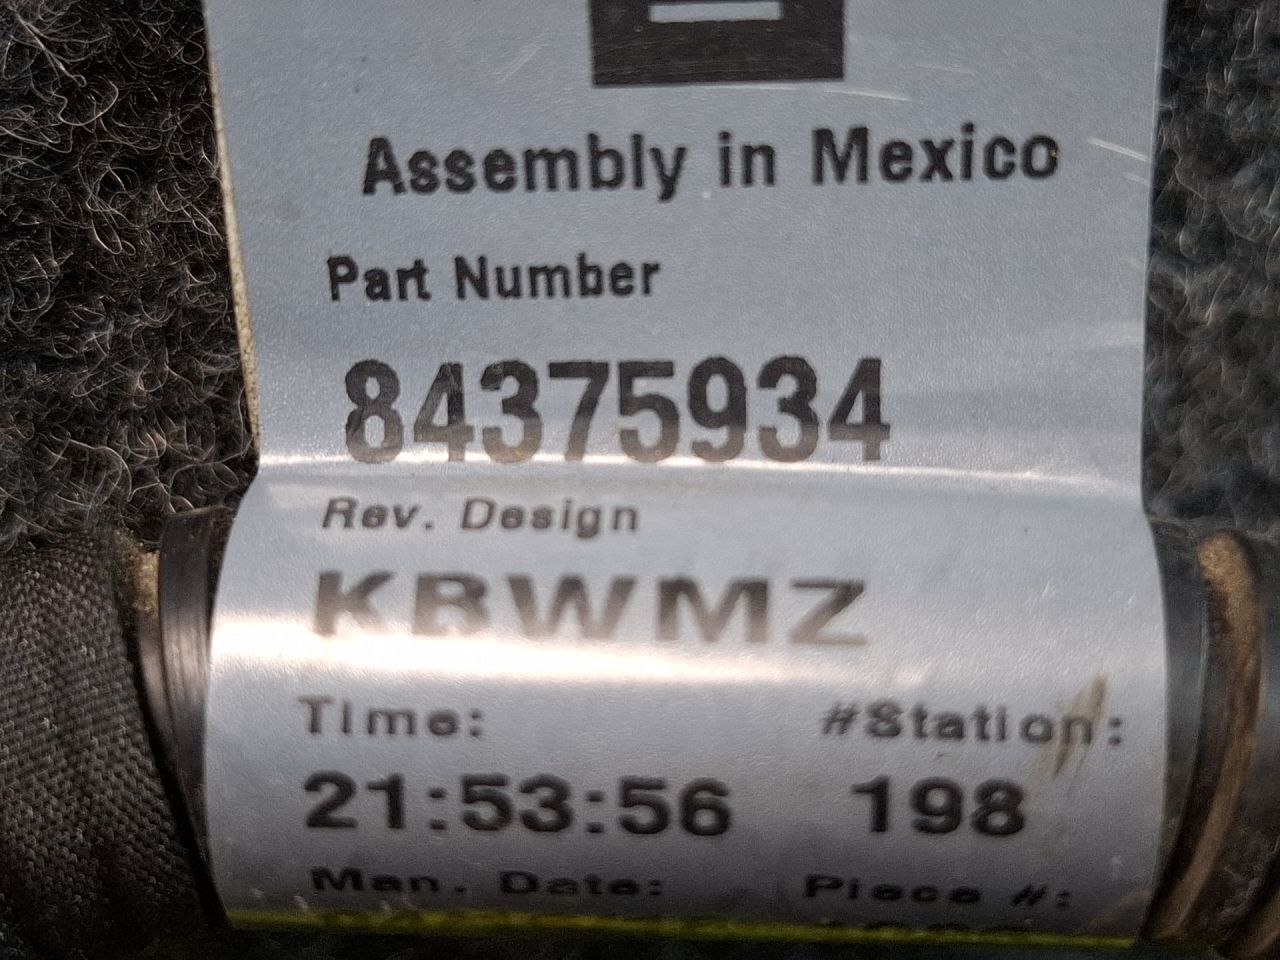 Assembly in Mexico
Part Number
84375934
Rev. Design
KBWMZ
Time: #Station:
21:53:56 198
Man. Date: Piece #: